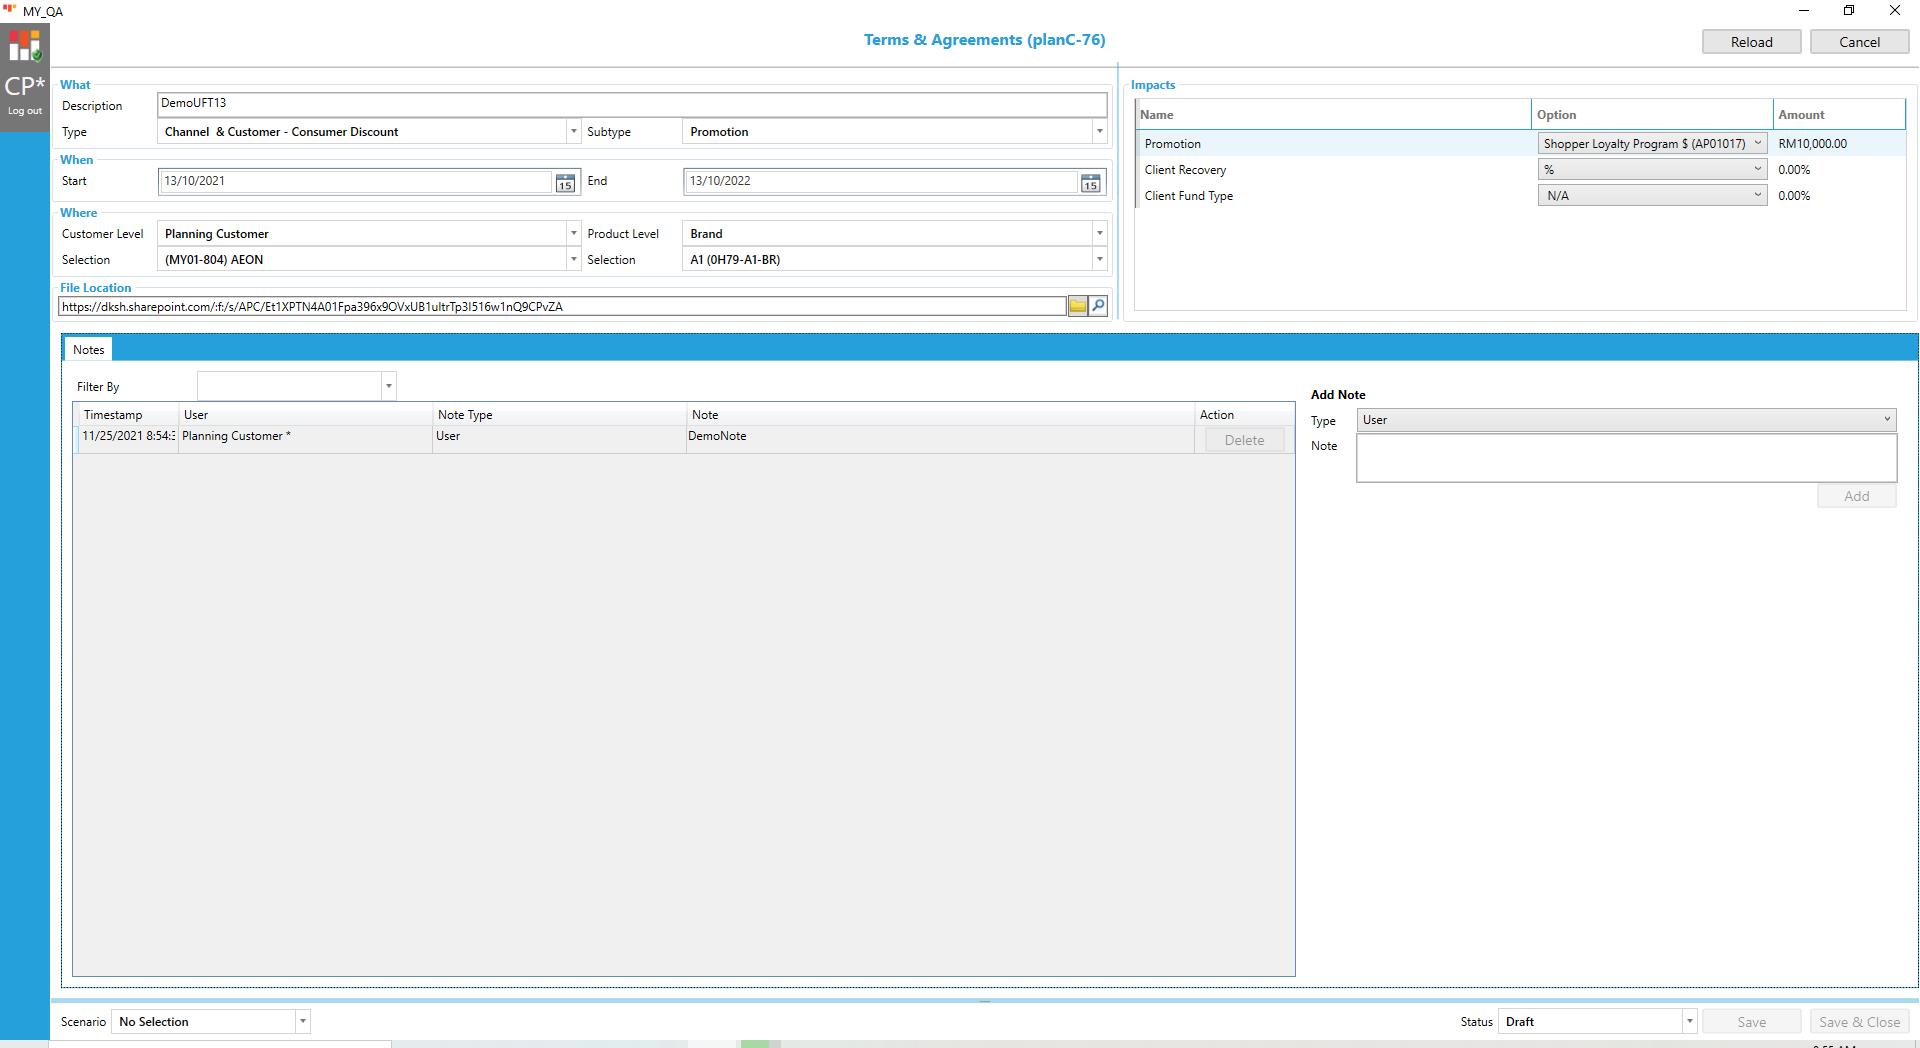 MY_QA
CP*
Log out
Terms & Agreements (planC-76)
Reload
Cancel
What
Description
DemoUFT13
Type
Channel & Customer - Consumer Discount
Subtype
Promotion
When
Start
13/10/2021
15
End
13/10/2022
15
Where
Customer Level
Planning Customer
Product Level
Brand
Selection
(MY01-804) AEON
Selection
A1 (0H79-A1-BR)
File Location
https://dksh.sharepoint.com/:f:/s/APC/Et1XPTN4A01Fpa396x9OVxUB1ultrTp3I516w1nQ9CPvZA
Impacts
Name Option Amount
Promotion Shopper Loyalty Program $ (AP01017) RM10,000.00
Client Recovery % 0.00%
Client Fund Type N/A 0.00%
Notes
Filter By
Timestamp User Note Type Note Action
11/25/2021 8:54:3 Planning Customer * User DemoNote Delete
Add Note
Type
User
Note
Add
Scenario
No Selection
Status
Draft
Save
Save & Close